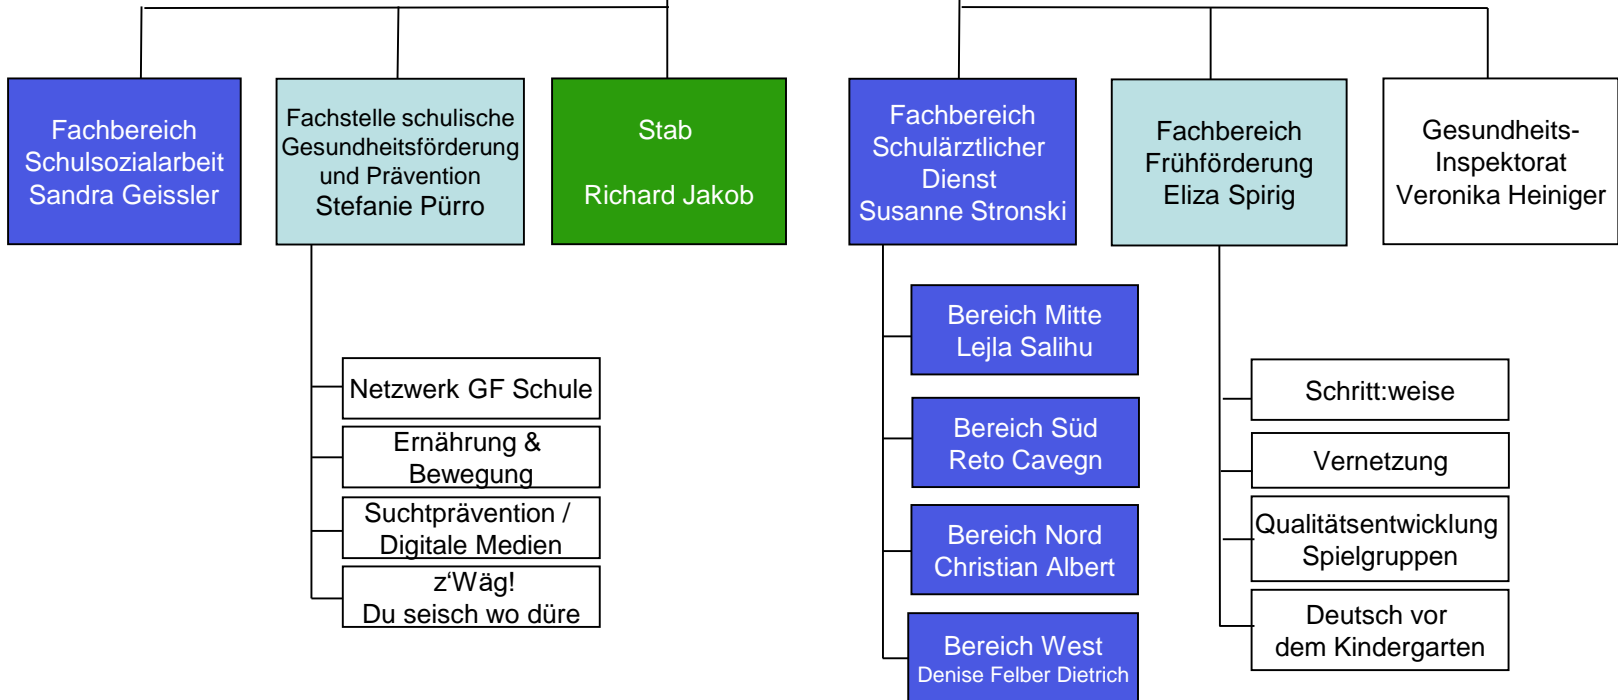 Fachbereich
Schulsozialarbeit
Sandra Geissler
Fachstelle schulische
Gesundheitsförderung
und Prävention
Stefanie Pürro
Stab
Richard Jakob
Fachbereich
Schulärztlicher
Dienst
Susanne Stronski
Fachbereich
Frühförderung
Eliza Spirig
Gesundheits-
Inspektorat
Veronika Heiniger
Netzwerk GF Schule
Ernährung &
Bewegung
Suchtprävention /
Digitale Medien
z‘Wäg!
Du seisch wo düre
Bereich Mitte
Lejla Salihu
Bereich Süd
Reto Cavegn
Bereich Nord
Christian Albert
Bereich West
Denise Felber Dietrich
Schritt:weise
Vernetzung
Qualitätsentwicklung
Spielgruppen
Deutsch vor
dem Kindergarten